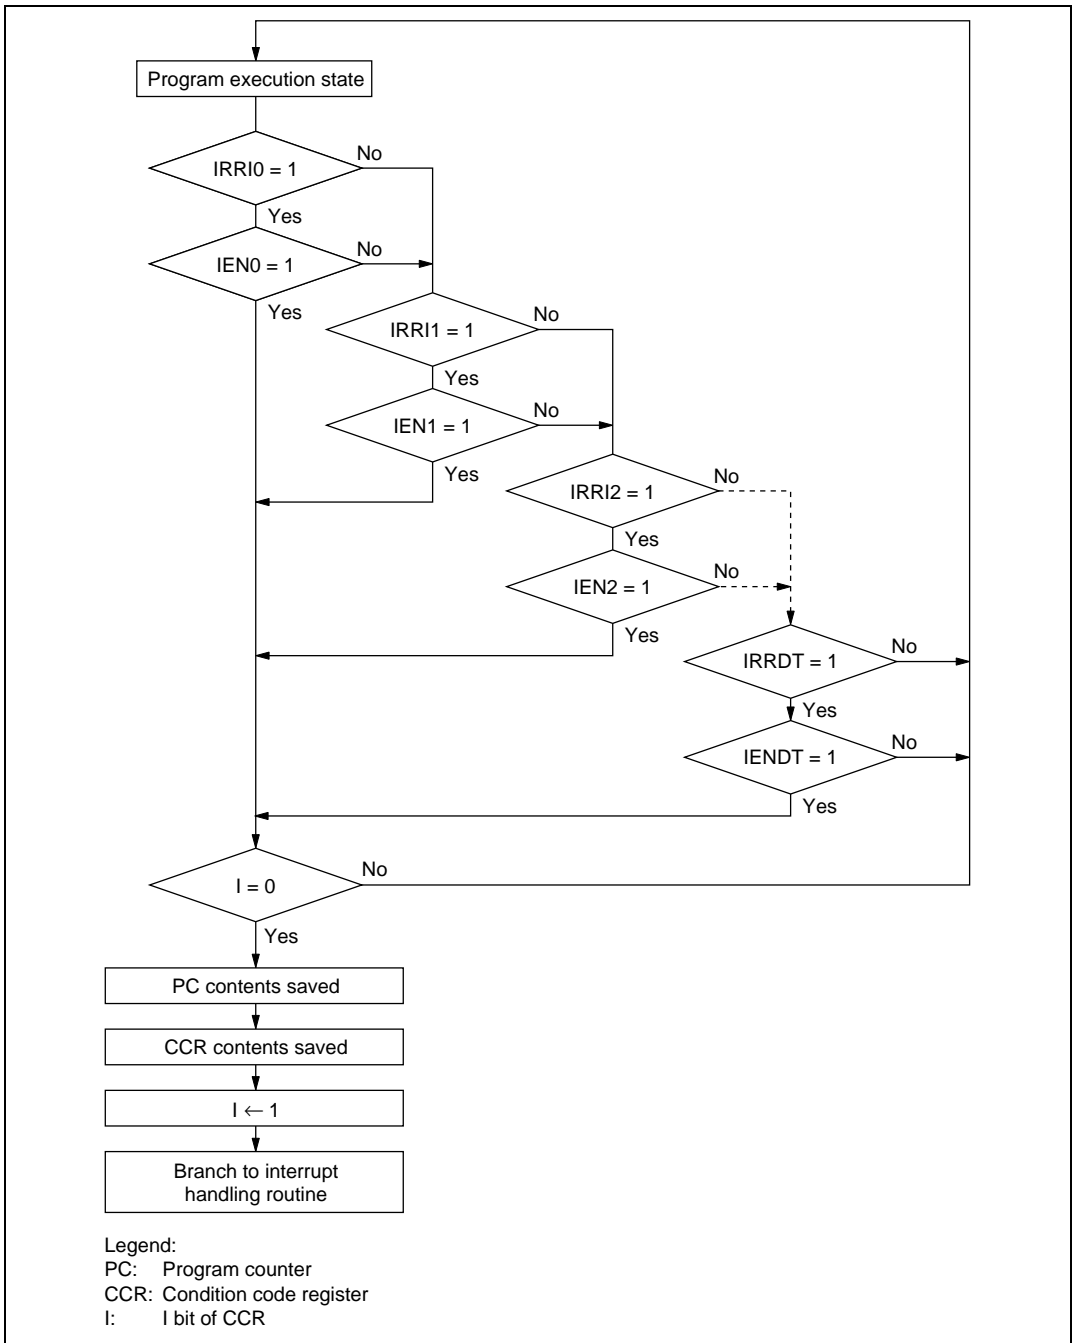 Program execution state
IRRI0 = 1
No
Yes
IEN0 = 1
No
Yes
IRRI1 = 1
No
Yes
IEN1 = 1
No
Yes
IRRI2 = 1
No
Yes
IEN2 = 1
No
Yes
IRRDT = 1
No
Yes
IENDT = 1
No
Yes
I = 0
No
Yes
PC contents saved
CCR contents saved
I ← 1
Branch to interrupt
handling routine
Legend:
PC: Program counter
CCR: Condition code register
I: I bit of CCR